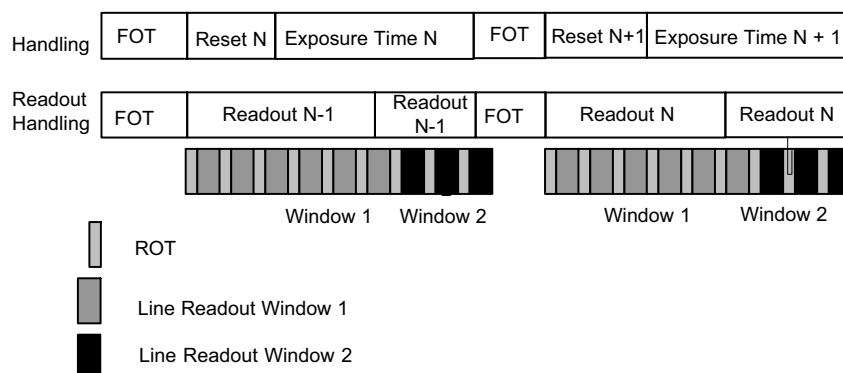 Handling FOT Reset N Exposure Time N FOT Reset N+1 Exposure Time N + 1
Readout
Handling
FOT Readout N-1 Readout
N-1
FOT Readout N Readout N
Window 1 Window 2 Window 1 Window 2
ROT
Line Readout Window 1
Line Readout Window 2